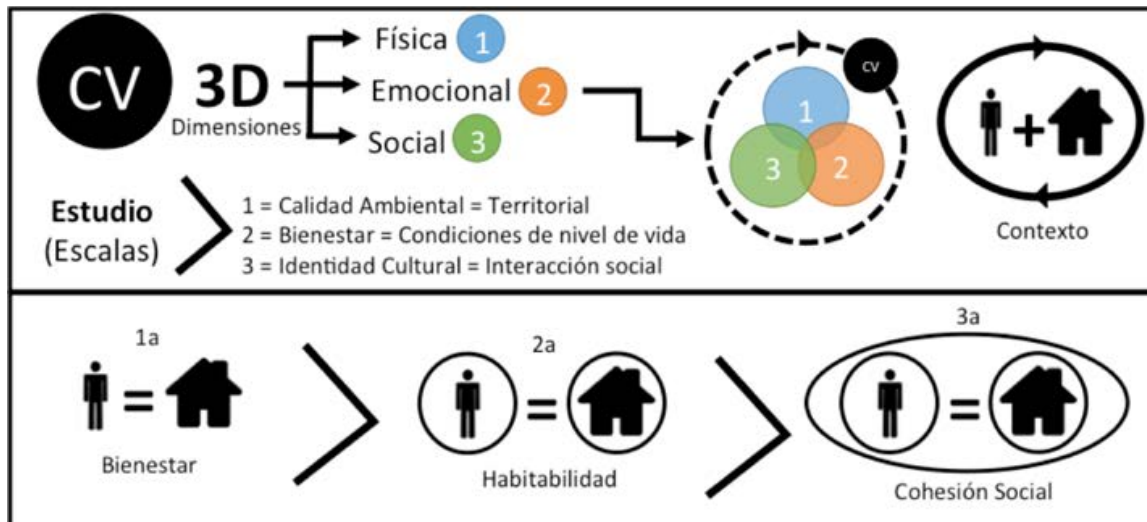 CV
3D
Dimensiones
Física 1
Emocional 2
Social 3
CV
1
3 2
+
Contexto
Estudio
(Escalas)
1 = Calidad Ambiental = Territorial
2 = Bienestar = Condiciones de nivel de vida
3 = Identidad Cultural = Interacción social
1a
=
Bienestar
2a
=
Habitabilidad
3a
=
Cohesión Social